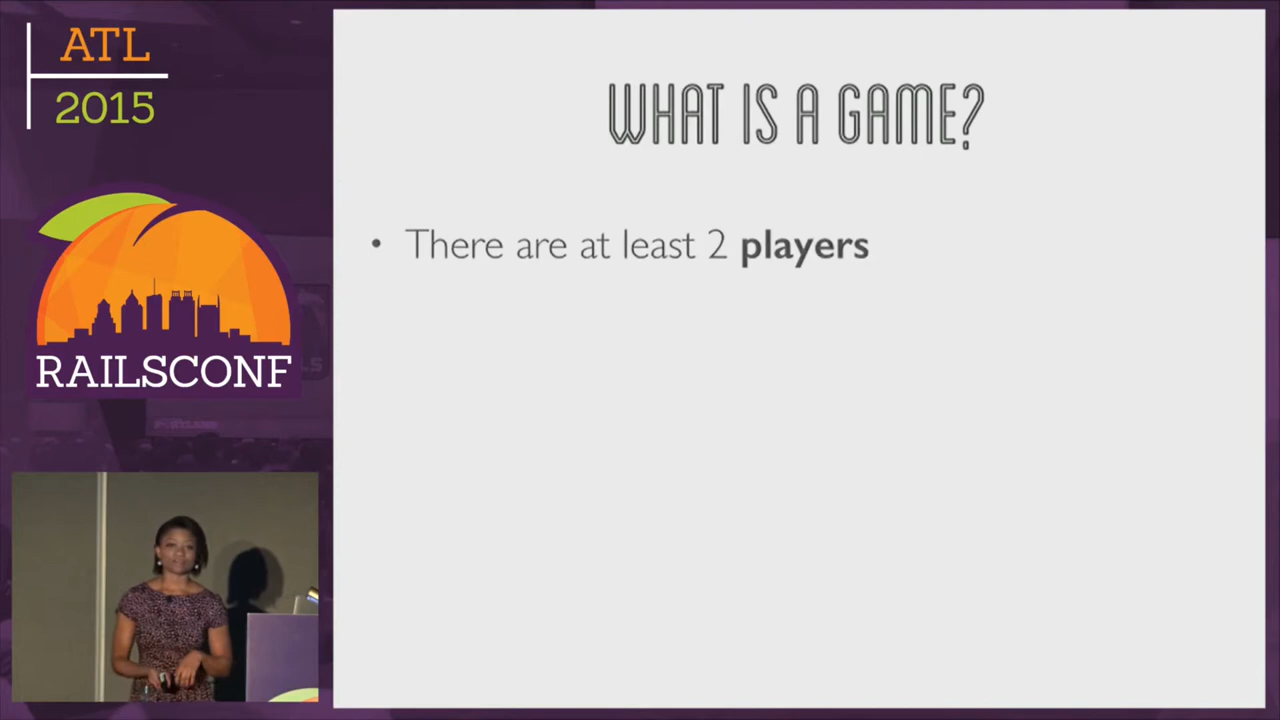 ATL
2015
RAILSCONF
WHAT IS A GAME?
• There are at least 2 players